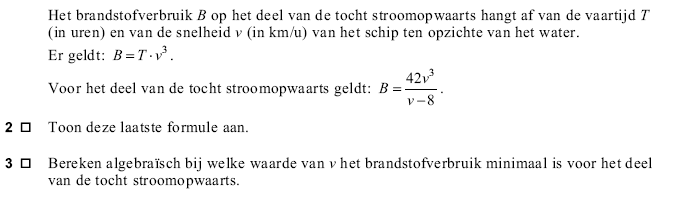 Het brandstofverbruik B op het deel van de tocht stroomopwaarts hangt af van de vaartijd T
(in uren) en van de snelheid v (in km/u) van het schip ten opzichte van het water.
Er geldt: B = T · v³.
Voor het deel van de tocht stroomopwaarts geldt: B = 42v³ / (v − 8).
2 □ Toon deze laatste formule aan.
3 □ Bereken algebraïsch bij welke waarde van v het brandstofverbruik minimaal is voor het deel
van de tocht stroomopwaarts.